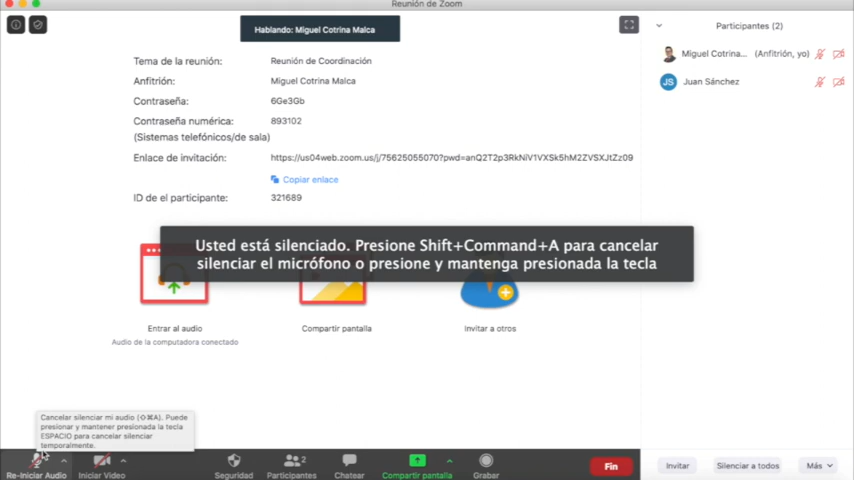 Reunión de Zoom
Hablando: Miguel Cotrina Malca
Tema de la reunión: Reunión de Coordinación
Anfitrión: Miguel Cotrina Malca
Contraseña: 6Ge3Gb
Contraseña numérica: 893102
(Sistemas telefónicos/de sala)
Enlace de invitación: https://us04web.zoom.us/j/75625055070?pwd=anQ2T2p3RkNiV1VXSk5hM2ZVSXJtZz09
Copiar enlace
ID de el participante: 321689
Usted está silenciado. Presione Shift+Command+A para cancelar
silenciar el micrófono o presione y mantenga presionada la tecla
Entrar al audio
Audio de la computadora conectado
Compartir pantalla
Invitar a otros
Cancelar silenciar mi audio (⇧⌘A). Puede
presionar y mantener presionada la tecla
ESPACIO para cancelar silenciar
temporalmente.
Re-Iniciar Audio
Iniciar Video
Seguridad
2
Participantes
Chatear
Compartir pantalla
Grabar
Fin
Participantes (2)
Miguel Cotrina... (Anfitrión, yo)
JS Juan Sánchez
Invitar
Silenciar a todos
Más